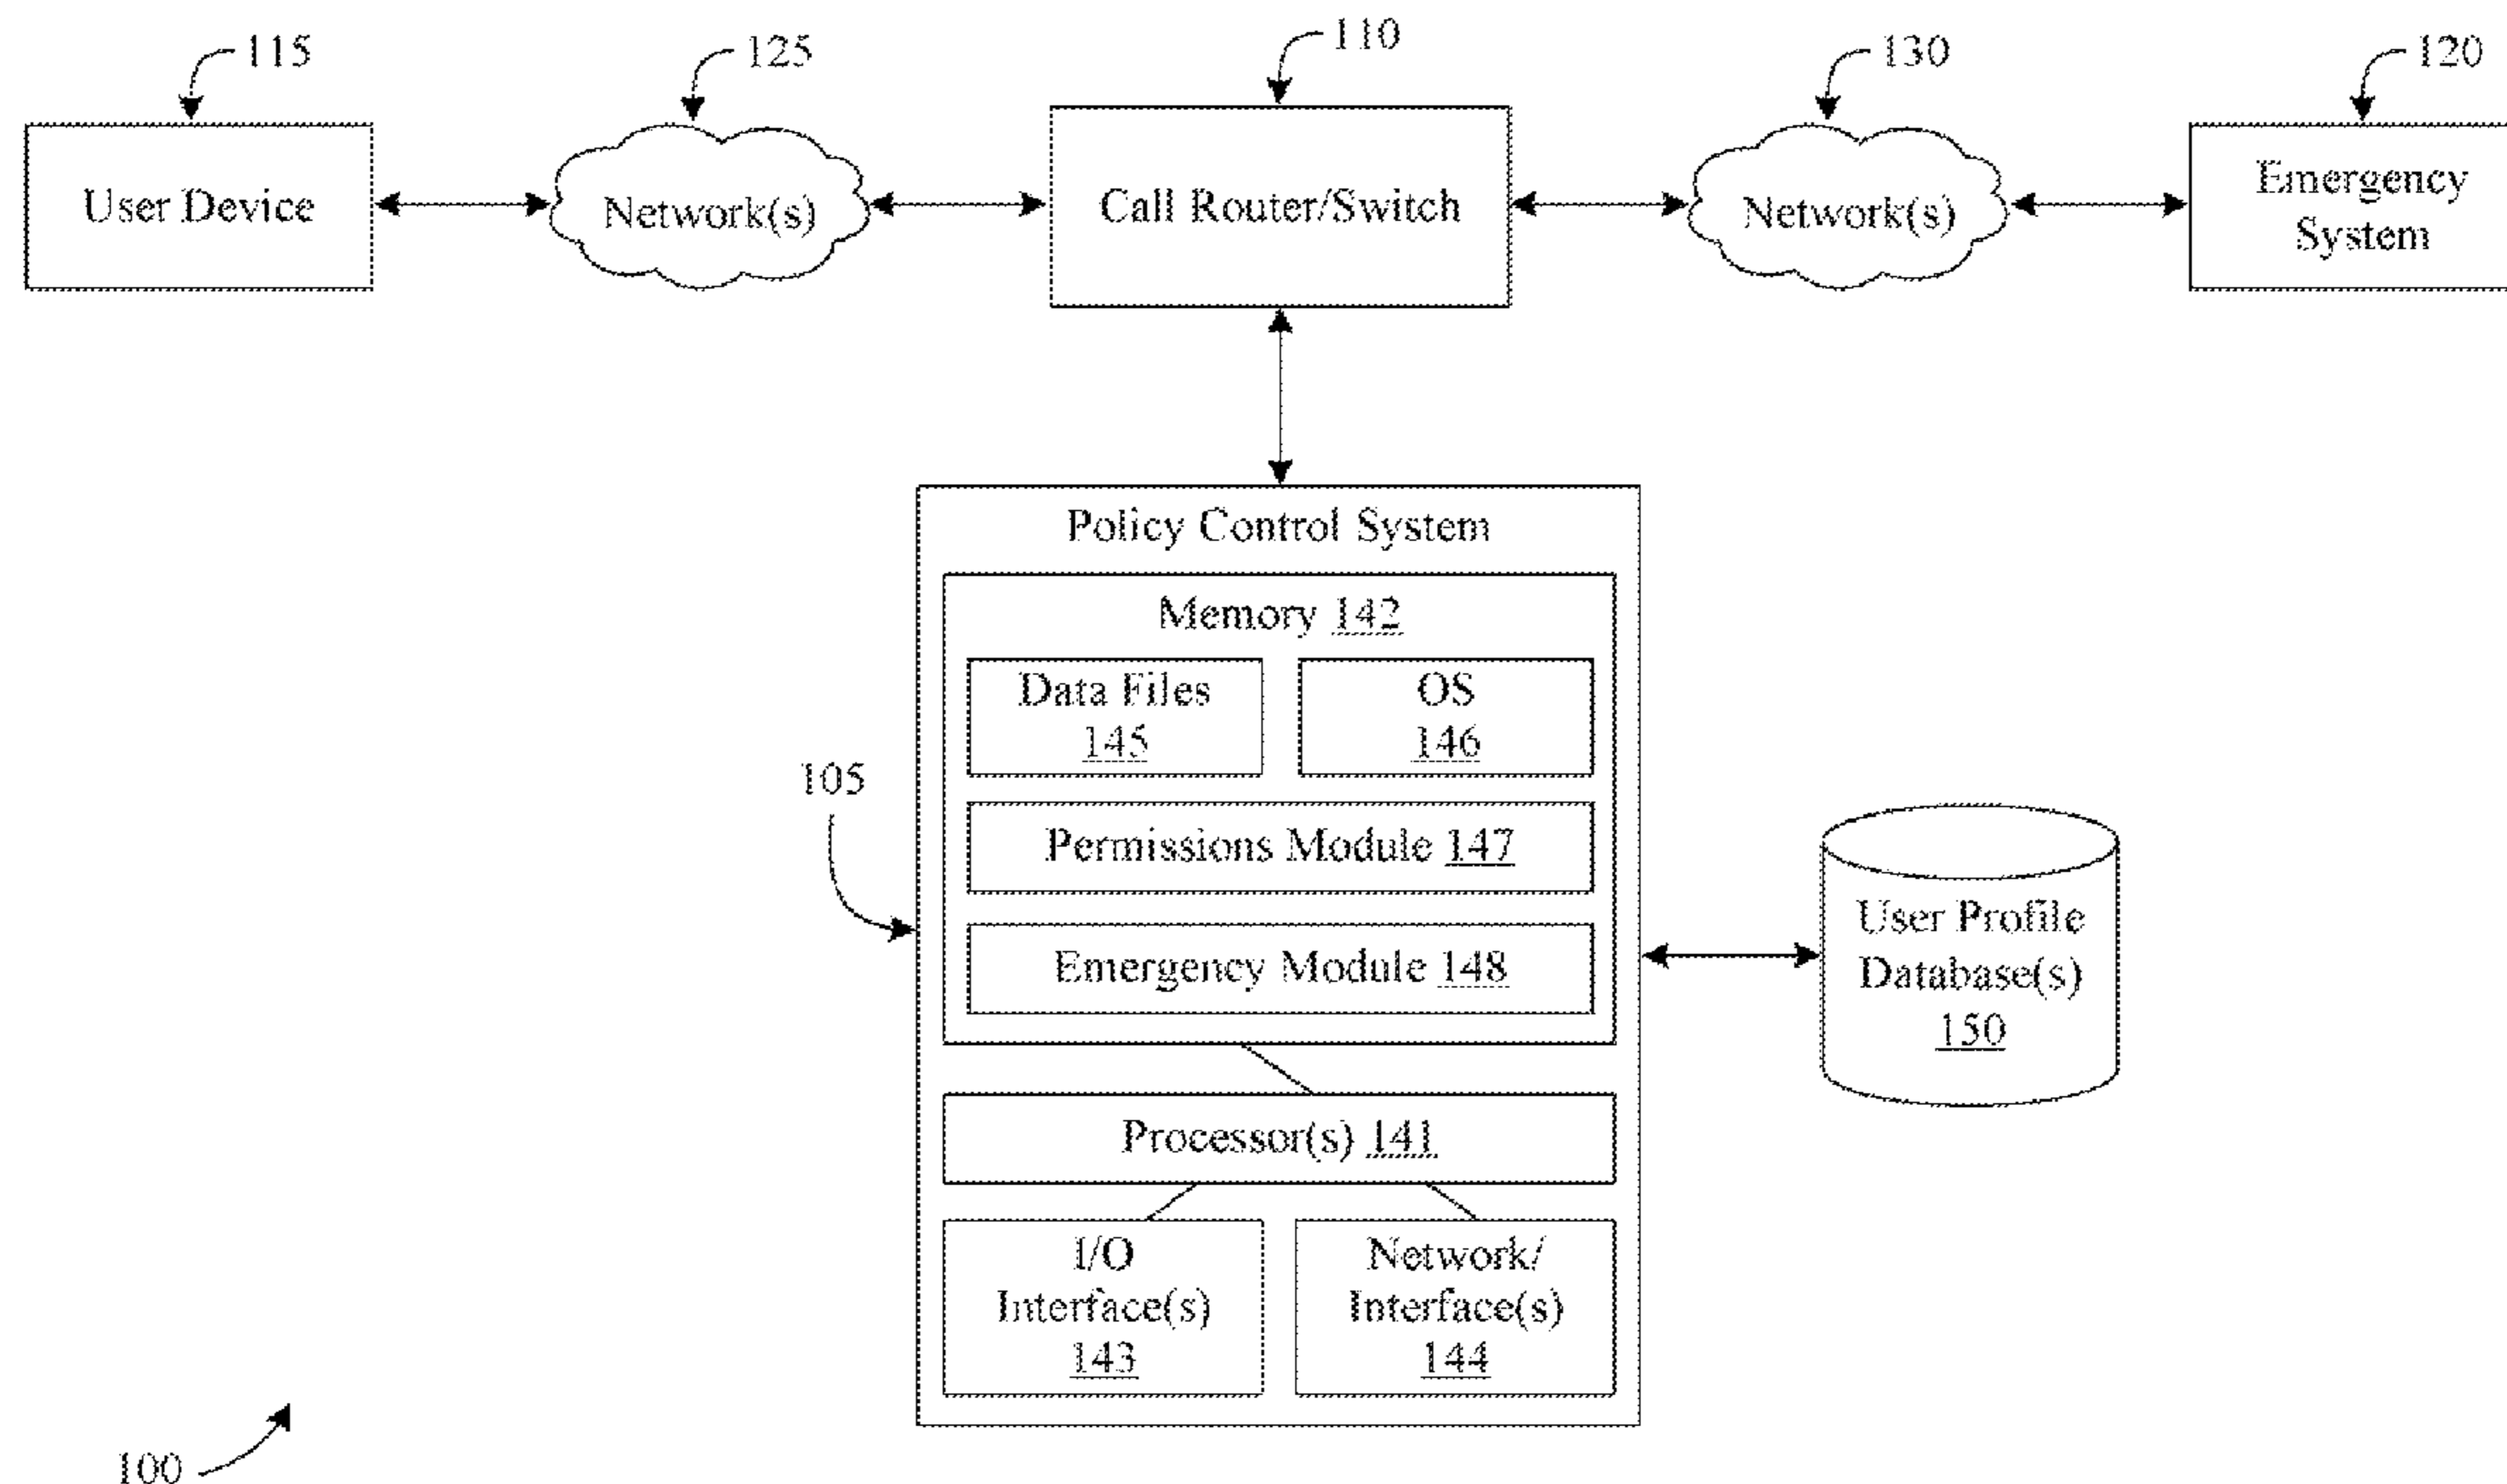 115
125
110
130
120
User Device
Network(s)
Call Router/Switch
Network(s)
Emergency
System
Policy Control System
Memory 142
Data Files
145
OS
146
105
Permissions Module 147
Emergency Module 148
User Profile
Database(s)
150
Processor(s) 141
I/O
Interface(s)
143
Network/
Interface(s)
144
100